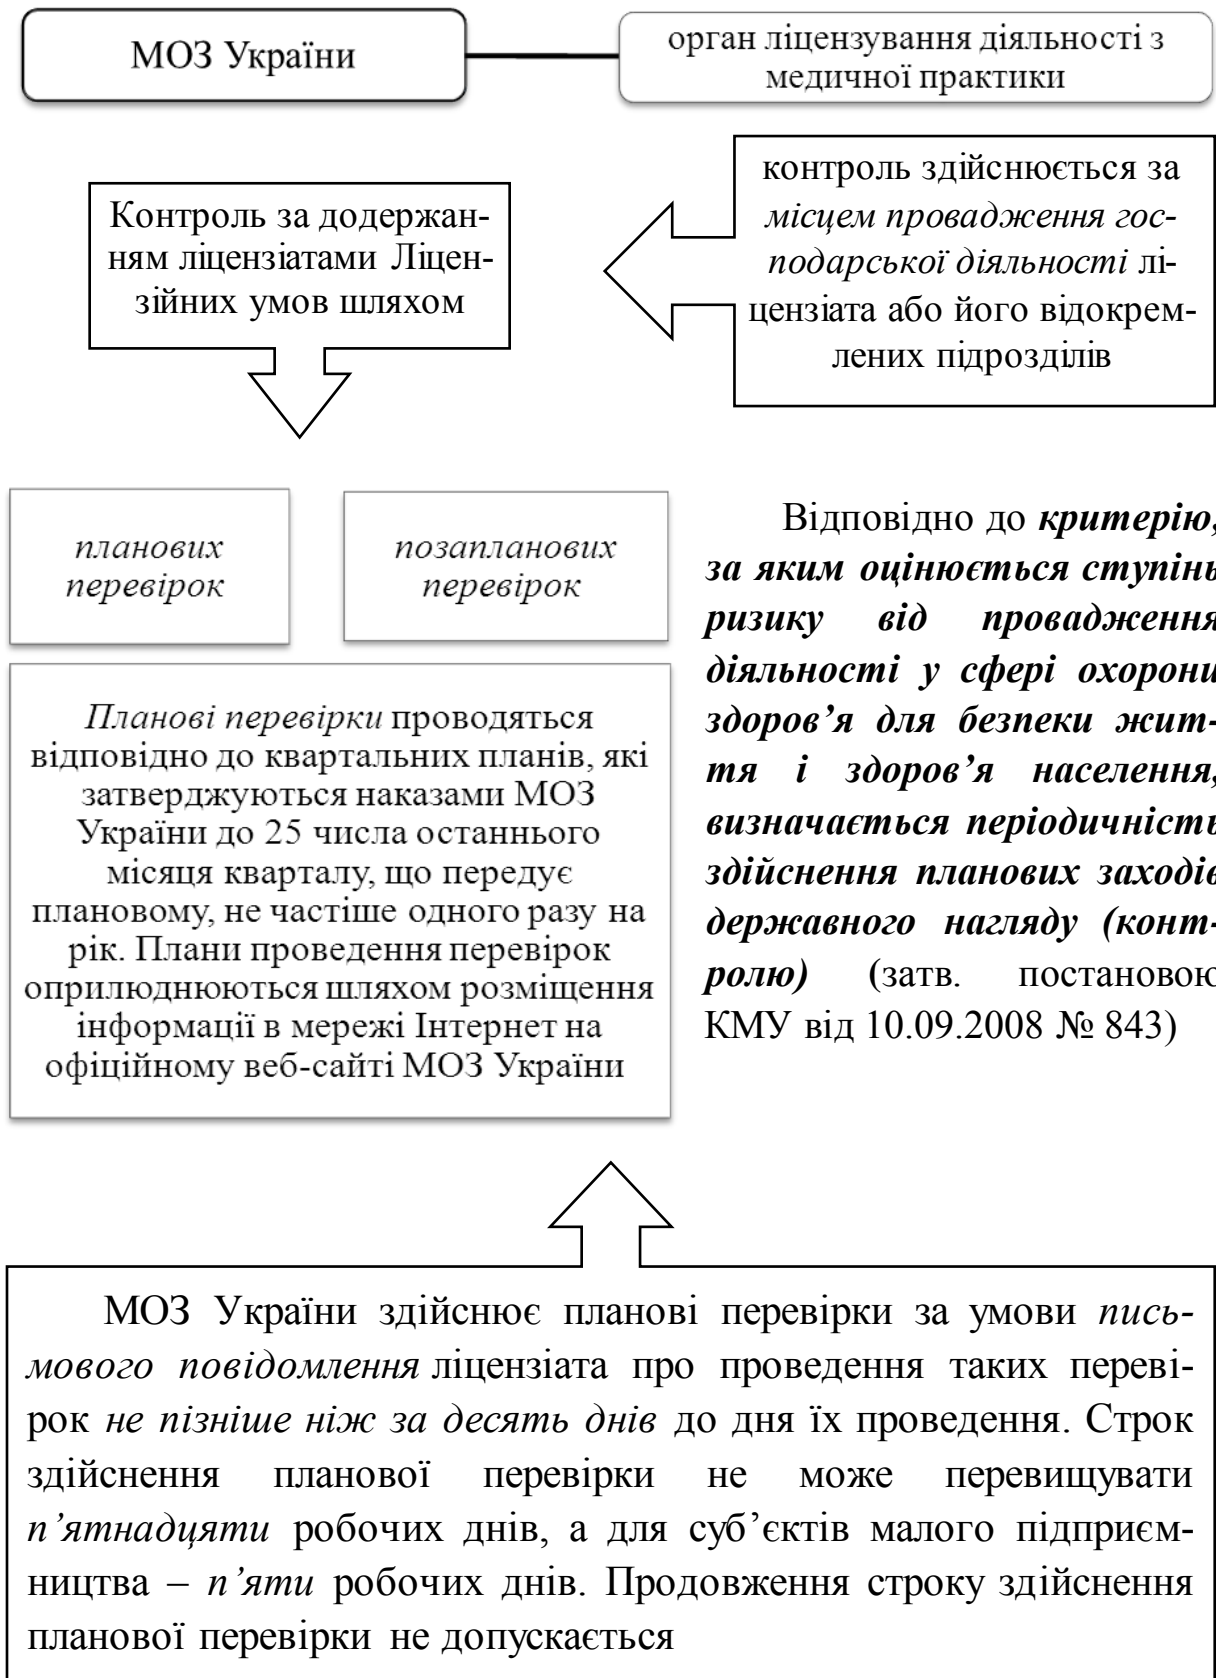 МОЗ України
орган ліцензування діяльності з
медичної практики
контроль здійснюється за
місцем провадження гос-
подарської діяльності лі-
цензіата або його відокрем-
лених підрозділів
Контроль за додержан-
ням ліцензіатами Ліцен-
зійних умов шляхом
планових
перевірок
позапланових
перевірок
Планові перевірки проводяться
відповідно до квартальних планів, які
затверджуються наказами МОЗ
України до 25 числа останнього
місяця кварталу, що передує
плановому, не частіше одного разу на
рік. Плани проведення перевірок
оприлюднюються шляхом розміщення
інформації в мережі Інтернет на
офіційному веб-сайті МОЗ України
Відповідно до критерію,
за яким оцінюється ступінь
ризику від провадження
діяльності у сфері охорони
здоров’я для безпеки жит-
тя і здоров’я населення,
визначається періодичність
здійснення планових заходів
державного нагляду (конт-
ролю) (затв. постановою
КМУ від 10.09.2008 № 843)
МОЗ України здійснює планові перевірки за умови пись-
мового повідомлення ліцензіата про проведення таких переві-
рок не пізніше ніж за десять днів до дня їх проведення. Строк
здійснення планової перевірки не може перевищувати
п’ятнадцяти робочих днів, а для суб’єктів малого підприєм-
ництва – п’яти робочих днів. Продовження строку здійснення
планової перевірки не допускається